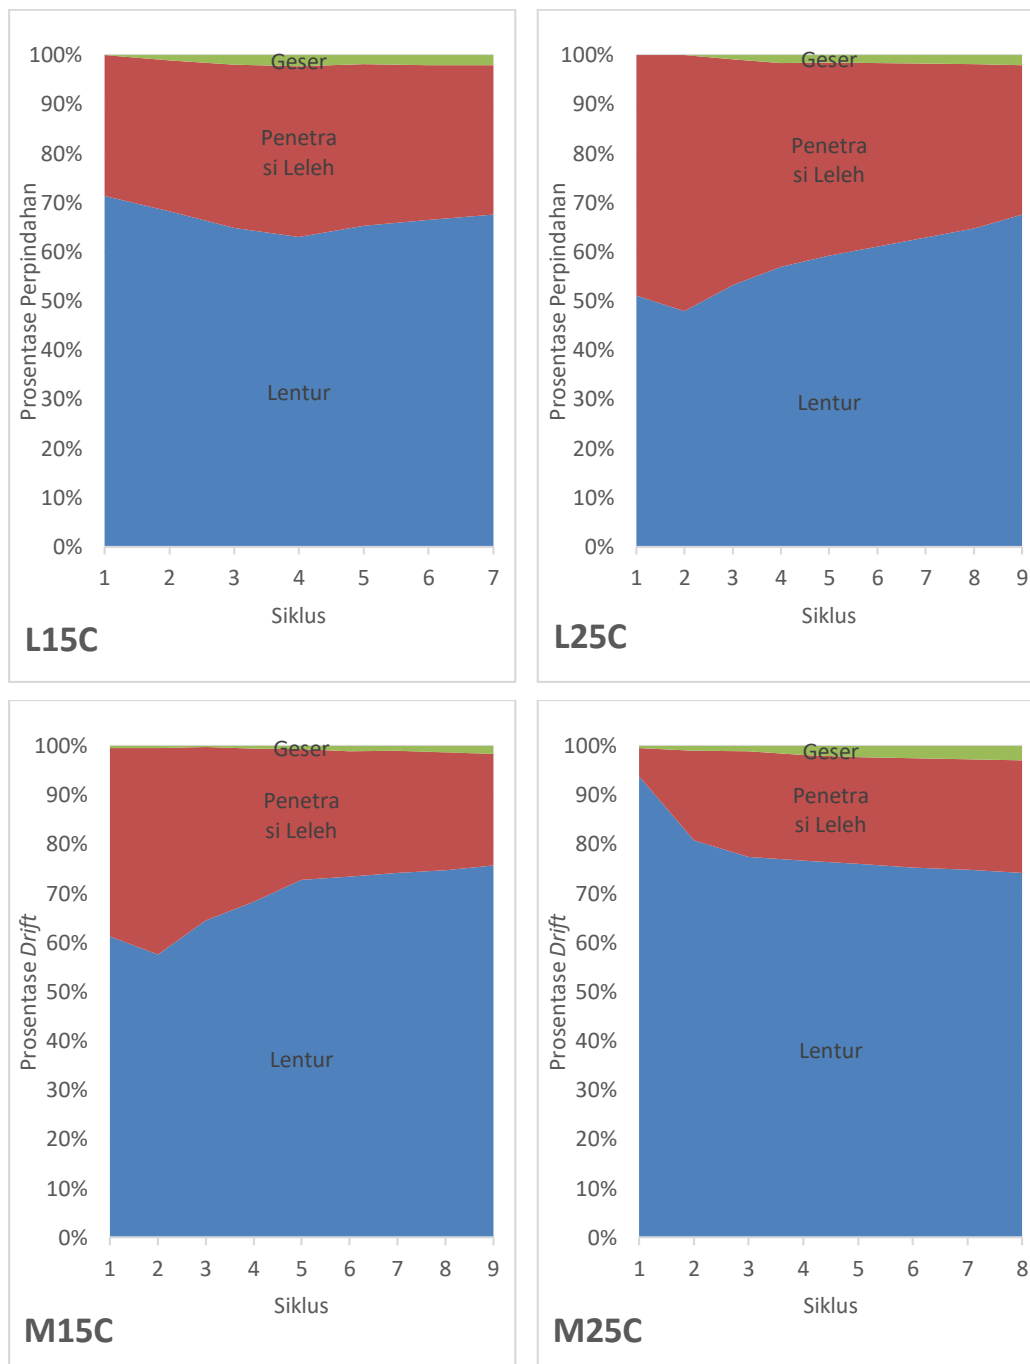 100%
90%
80%
70%
60%
50%
40%
30%
20%
10%
0%
Prosentase Perpindahan
Geser
Penetra
si Leleh
Lentur
1 2 3 4 5 6 7
Siklus
L15C
100%
90%
80%
70%
60%
50%
40%
30%
20%
10%
0%
Prosentase Perpindahan
Geser
Penetra
si Leleh
Lentur
1 2 3 4 5 6 7 8 9
Siklus
L25C
100%
90%
80%
70%
60%
50%
40%
30%
20%
10%
0%
Prosentase Drift
Geser
Penetra
si Leleh
Lentur
1 2 3 4 5 6 7 8 9
Siklus
M15C
100%
90%
80%
70%
60%
50%
40%
30%
20%
10%
0%
Prosentase Drift
Geser
Penetra
si Leleh
Lentur
1 2 3 4 5 6 7 8
Siklus
M25C